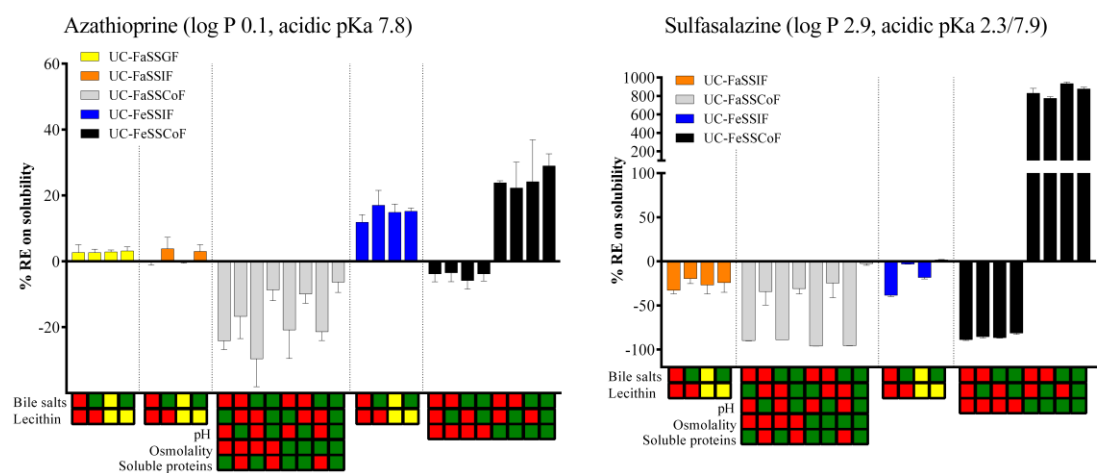 Azathioprine (log P 0.1, acidic pKa 7.8)
UC-FaSSGF
UC-FaSSIF
UC-FaSSCoF
UC-FeSSIF
UC-FeSSCoF
% RE on solubility
60
40
20
0
-20
Bile salts
Lecithin
pH
Osmolality
Soluble proteins
Sulfasalazine (log P 2.9, acidic pKa 2.3/7.9)
UC-FaSSIF
UC-FaSSCoF
UC-FeSSIF
UC-FeSSCoF
% RE on solubility
1000
800
600
400
200
100
50
0
-50
-100
Bile salts
Lecithin
pH
Osmolality
Soluble proteins